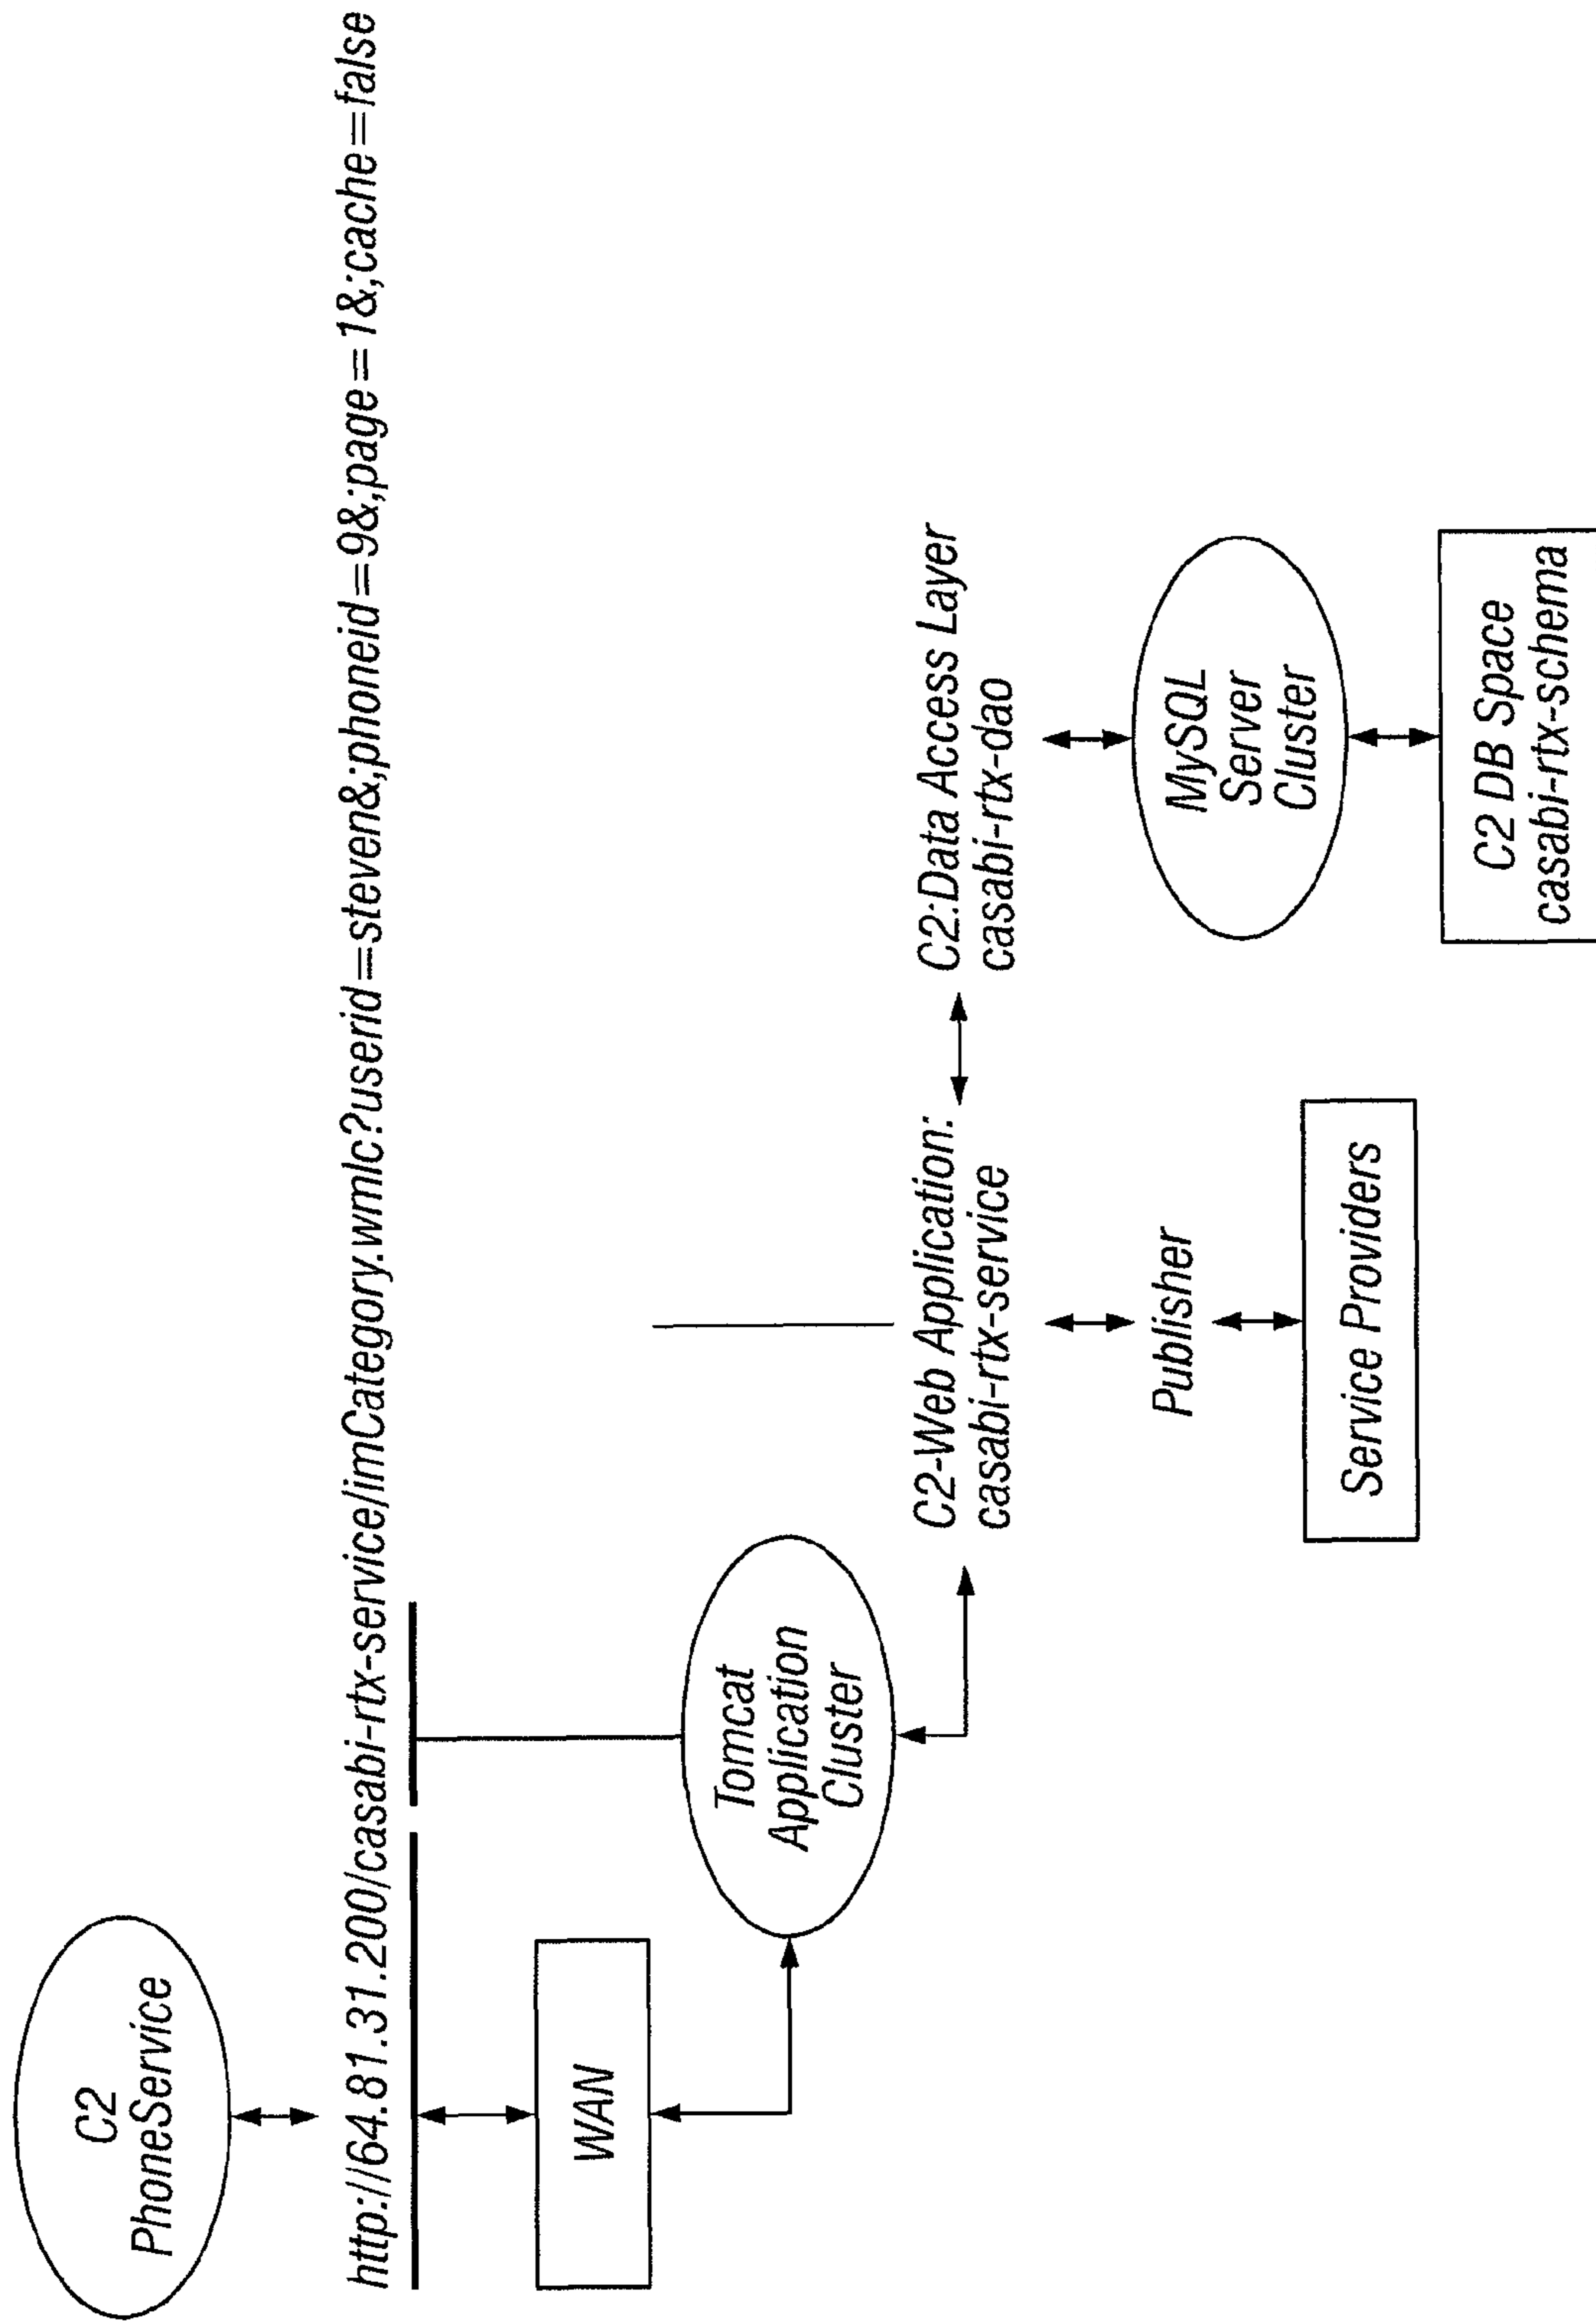 C2
PhoneService
http://64.81.31.200/casabi-rtx-service/imCategory.wmlc?userid=steven&;phoneid=9&;page=1&;cache=false
WAN
Tomcat
Application
Cluster
C2-Web Application:
casabi-rtx-service
C2:Data Access Layer
casabi-rtx-dao
Publisher
Service Providers
MySQL
Server
Cluster
C2 DB Space
casabi-rtx-schema